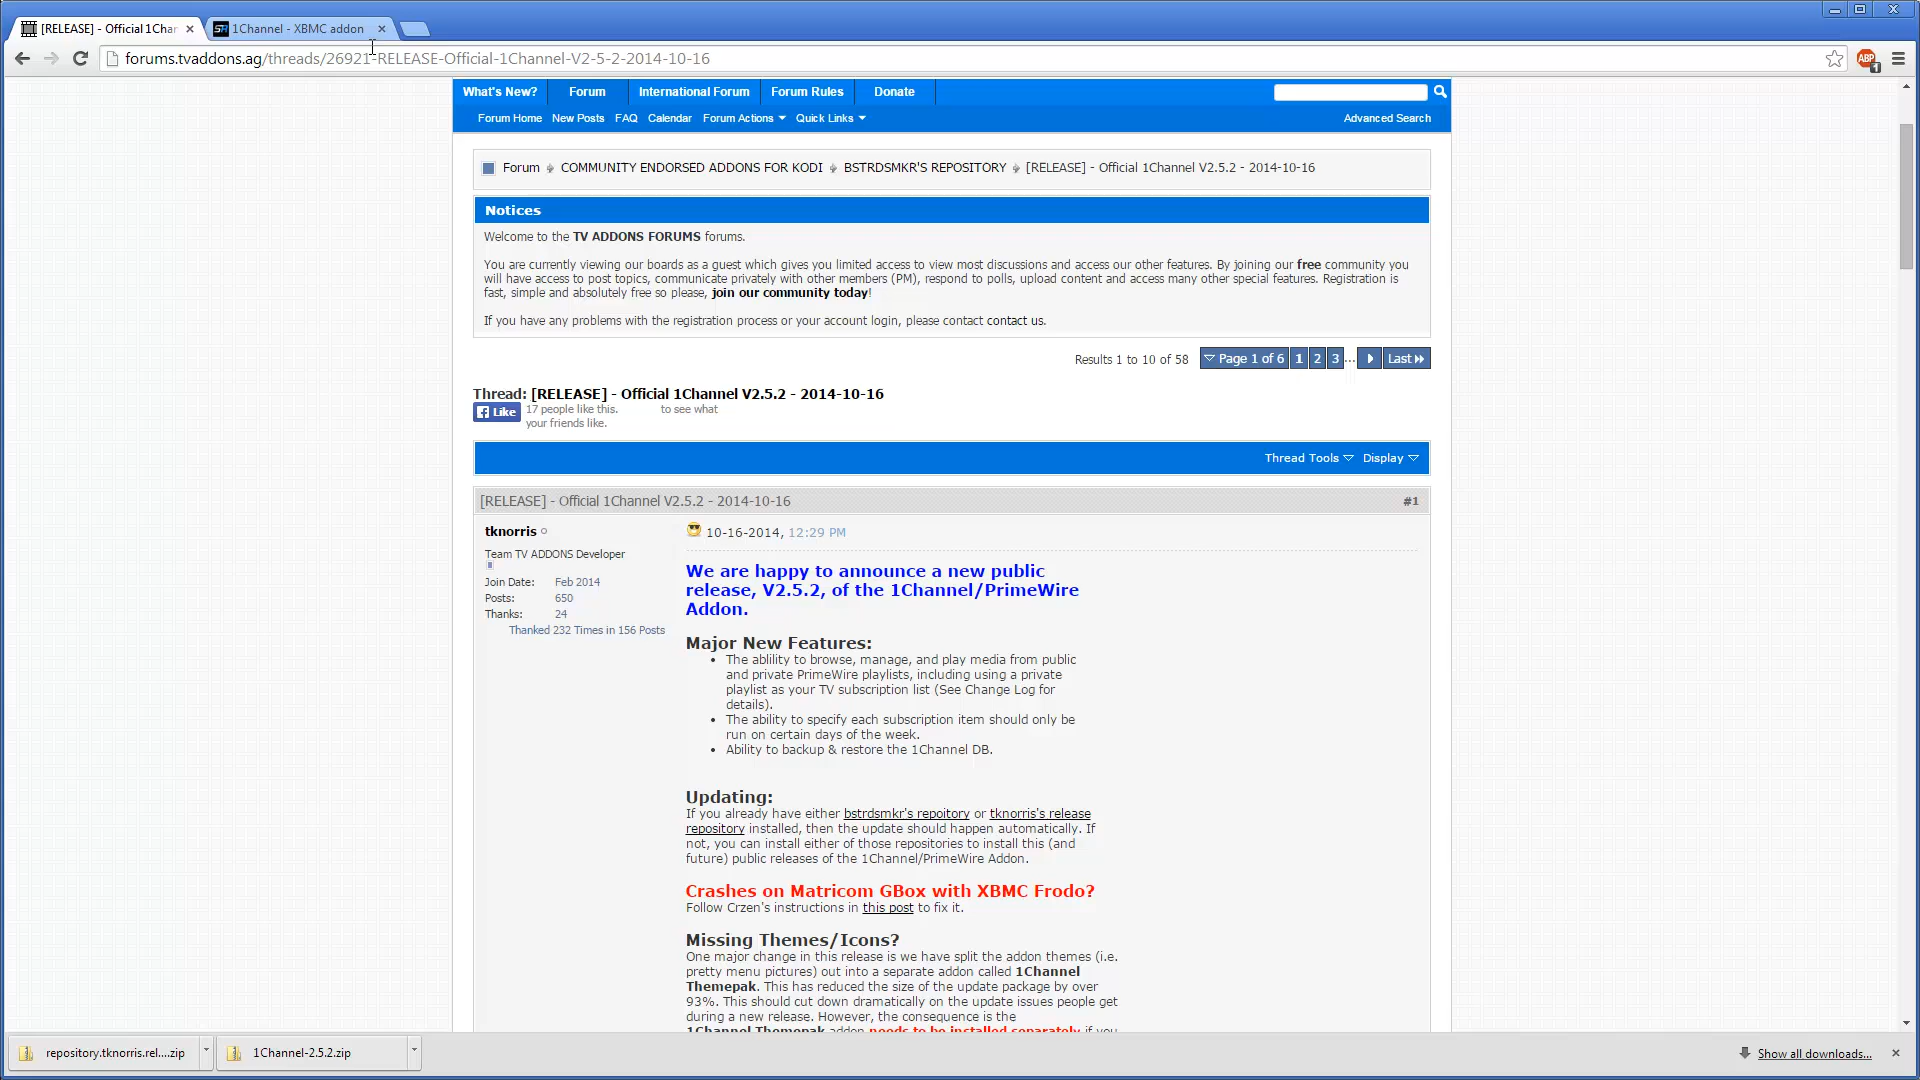 [RELEASE] - Official 1Char
1Channel - XBMC addon
forums.tvaddons.ag/threads/26921-RELEASE-Official-1Channel-V2-5-2-2014-10-16
ABP
1
What's New?
Forum
International Forum
Forum Rules
Donate
Forum Home
New Posts
FAQ
Calendar
Forum Actions
Quick Links
Advanced Search
Forum
COMMUNITY ENDORSED ADDONS FOR KODI
BSTRDSMKR'S REPOSITORY
[RELEASE] - Official 1Channel V2.5.2 - 2014-10-16
Notices
Welcome to the TV ADDONS FORUMS forums.
You are currently viewing our boards as a guest which gives you limited access to view most discussions and access our other features. By joining our free community you
will have access to post topics, communicate privately with other members (PM), respond to polls, upload content and access many other special features. Registration is
fast, simple and absolutely free so please, join our community today!
If you have any problems with the registration process or your account login, please contact contact us.
Results 1 to 10 of 58
Page 1 of 6
1
2
3
...
Last
Thread: [RELEASE] - Official 1Channel V2.5.2 - 2014-10-16
Like
17 people like this. to see what
your friends like.
Thread Tools
Display
[RELEASE] - Official 1Channel V2.5.2 - 2014-10-16
#1
tknorris
Team TV ADDONS Developer
Join Date: Feb 2014
Posts: 650
Thanks: 24
Thanked 232 Times in 156 Posts
10-16-2014, 12:29 PM
We are happy to announce a new public
release, V2.5.2, of the 1Channel/PrimeWire
Addon.
Major New Features:
• The ablility to browse, manage, and play media from public
and private PrimeWire playlists, including using a private
playlist as your TV subscription list (See Change Log for
details).
• The ability to specify each subscription item should only be
run on certain days of the week.
• Ability to backup & restore the 1Channel DB.
Updating:
If you already have either bstrdsmkr's repoitory or tknorris's release
repository installed, then the update should happen automatically. If
not, you can install either of those repositories to install this (and
future) public releases of the 1Channel/PrimeWire Addon.
Crashes on Matricom GBox with XBMC Frodo?
Follow Crzen's instructions in this post to fix it.
Missing Themes/Icons?
One major change in this release is we have split the addon themes (i.e.
pretty menu pictures) out into a separate addon called 1Channel
Themepak. This has reduced the size of the update package by over
93%. This should cut down dramatically on the update issues people get
during a new release. However, the consequence is the
1Channel Themepak addon needs to be installed separately if you
repository.tknorris.rel....zip
1Channel-2.5.2.zip
Show all downloads...